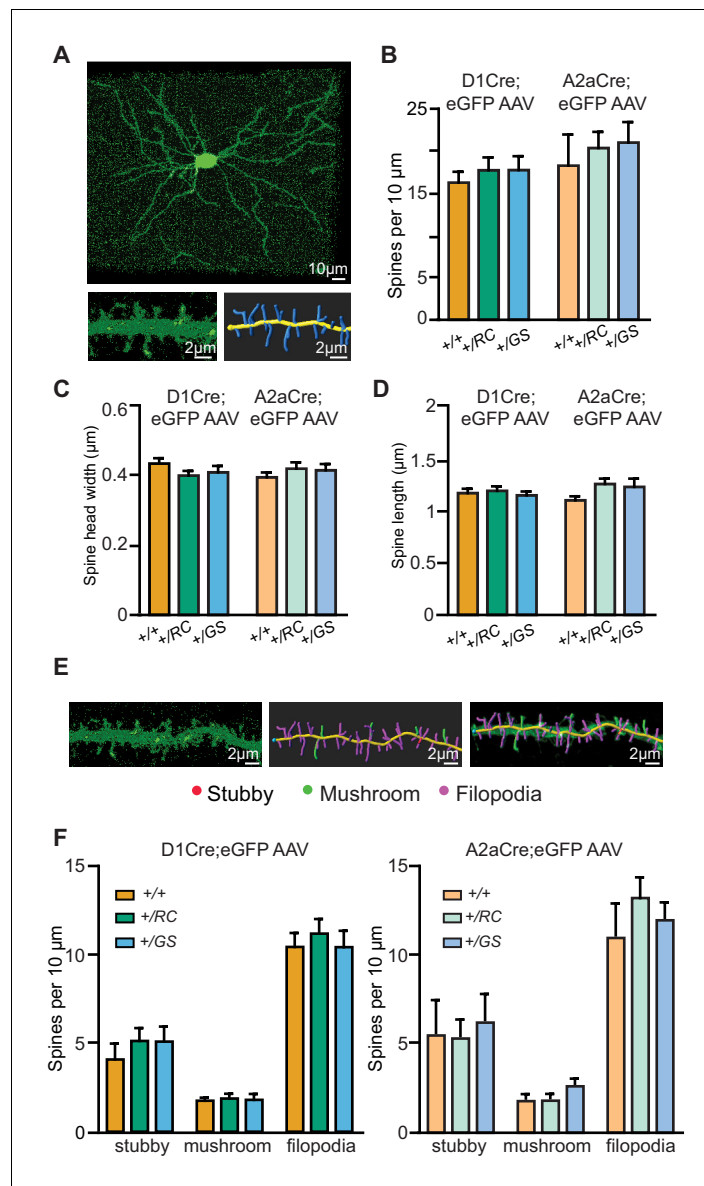 A
10µm
2µm
2µm
B
D1Cre;
eGFP AAV
A2aCre;
eGFP AAV
Spines per 10 µm
25
15
5
0
+/+
+/RC
+/GS
+/+
+/RC
+/GS
C
D1Cre;
eGFP AAV
A2aCre;
eGFP AAV
Spine head width (µm)
0.6
0.4
0.2
0
+/+
+/RC
+/GS
+/+
+/RC
+/GS
D
D1Cre;
eGFP AAV
A2aCre;
eGFP AAV
Spine length (µm)
2
1.5
1
0.5
0
+/+
+/RC
+/GS
+/+
+/RC
+/GS
E
2µm
2µm
2µm
Stubby
Mushroom
Filopodia
F
D1Cre;eGFP AAV
Spines per 10 µm
15
10
5
0
+/+
+/RC
+/GS
stubby
mushroom
filopodia
A2aCre;eGFP AAV
Spines per 10 µm
15
10
5
0
+/+
+/RC
+/GS
stubby
mushroom
filopodia